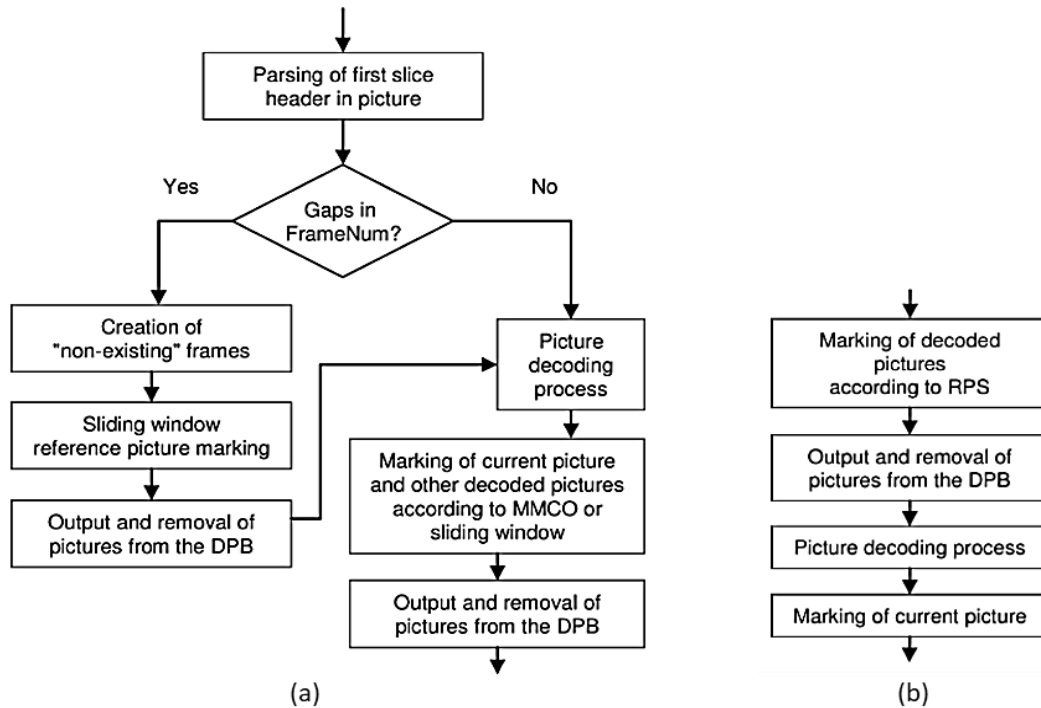 Parsing of first slice
header in picture
Yes
No
Gaps in
FrameNum?
Creation of
"non-existing" frames
Sliding window
reference picture marking
Output and removal of
pictures from the DPB
Picture
decoding
process
Marking of current picture
and other decoded pictures
according to MMCO or
sliding window
Output and removal of
pictures from the DPB
(a)
Marking of decoded
pictures
according to RPS
Output and removal of
pictures from the DPB
Picture decoding process
Marking of current picture
(b)